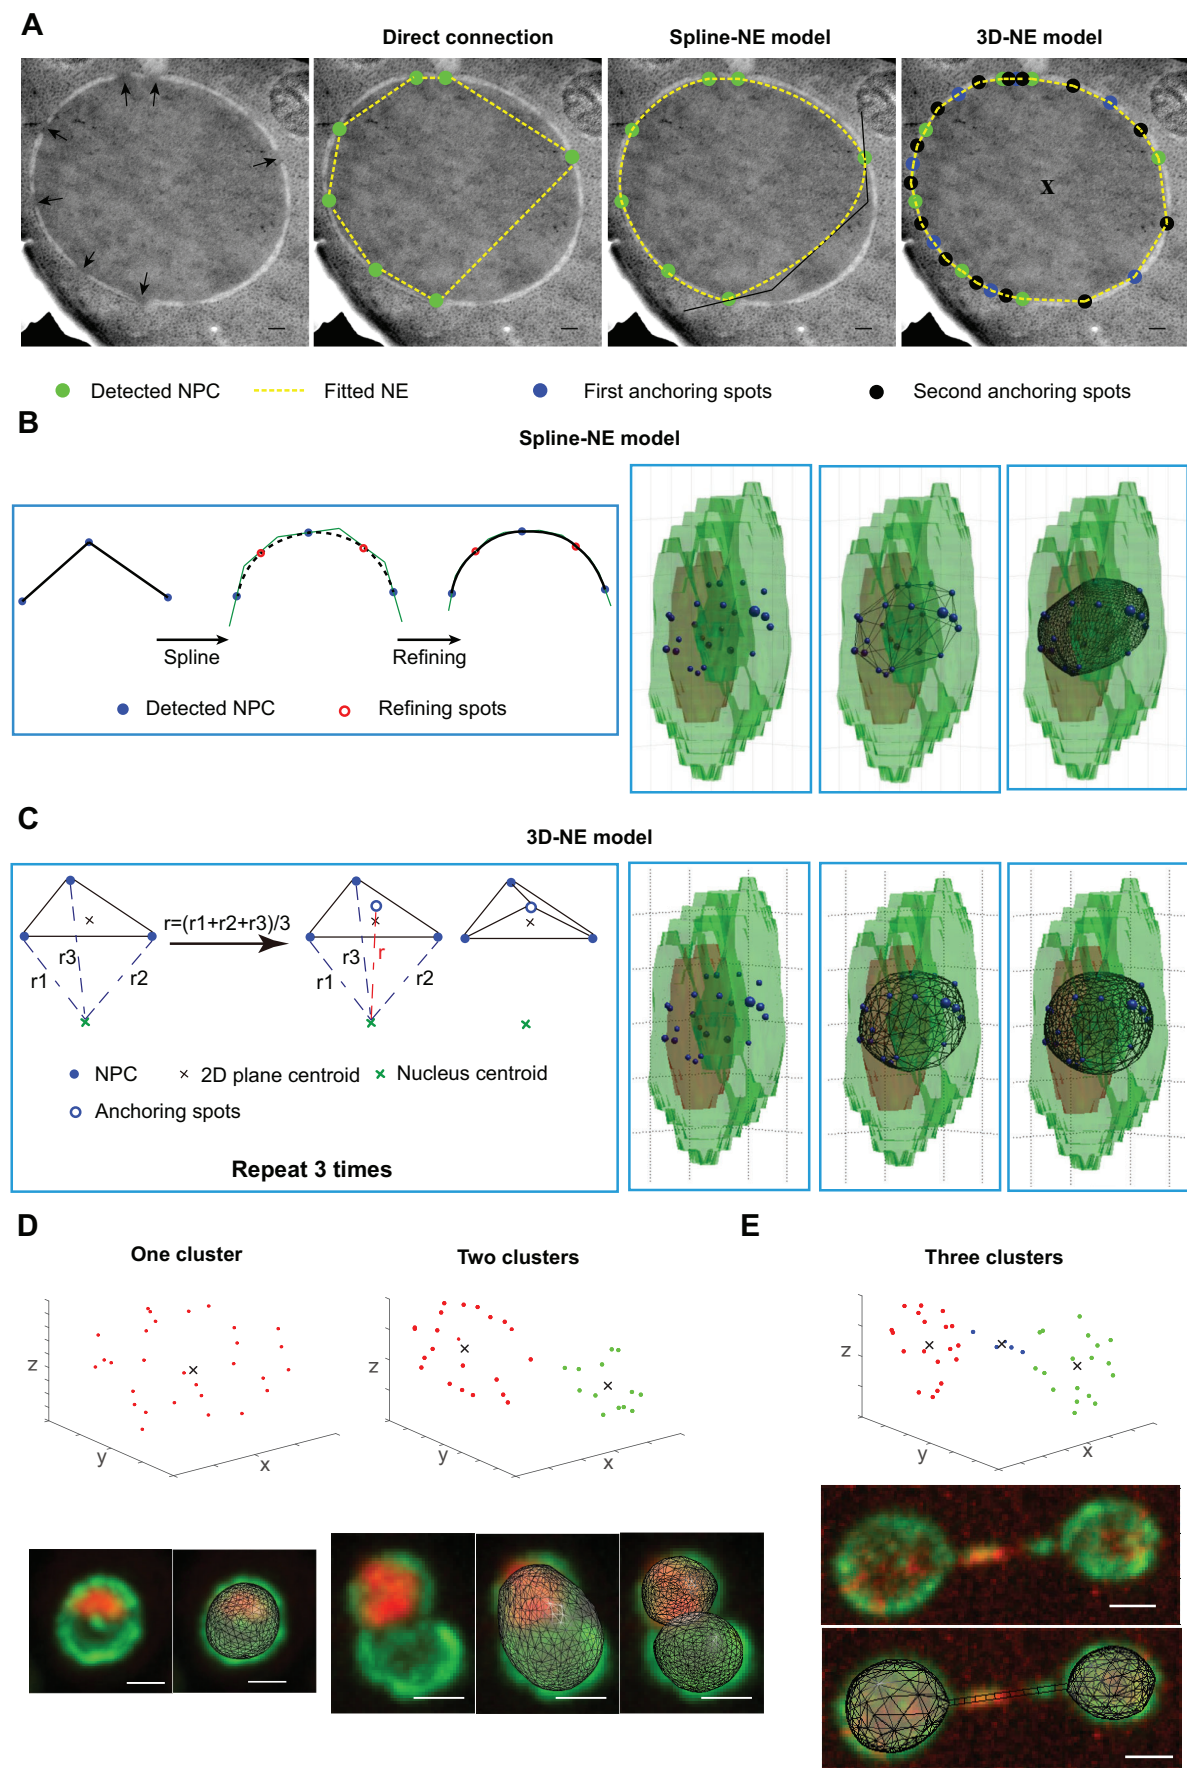 A
Direct connection
Spline-NE model
3D-NE model
X
Detected NPC
Fitted NE
First anchoring spots
Second anchoring spots
B
Spline-NE model
Spline
Refining
Detected NPC
Refining spots
C
3D-NE model
r=(r1+r2+r3)/3
r1
r3
r2
r1
r3
r
r2
NPC
2D plane centroid
Nucleus centroid
Anchoring spots
Repeat 3 times
D
One cluster
Two clusters
z
y
x
z
y
x
E
Three clusters
z
y
x